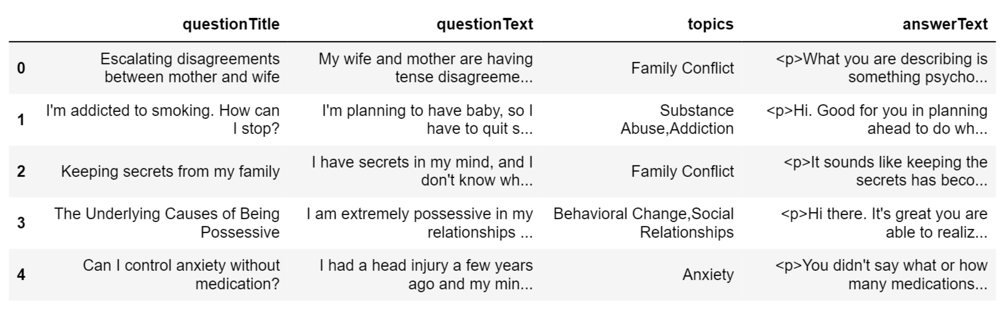 questionTitle questionText topics answerText
0 Escalating disagreements between mother and wife My wife and mother are having tense disagreeme... Family Conflict <p>What you are describing is something psycho...
1 I'm addicted to smoking. How can I stop? I'm planning to have baby, so I have to quit s... Substance Abuse,Addiction <p>Hi. Good for you in planning ahead to do wh...
2 Keeping secrets from my family I have secrets in my mind, and I don't know wh... Family Conflict <p>It sounds like keeping the secrets has beco...
3 The Underlying Causes of Being Possessive I am extremely possessive in my relationships ... Behavioral Change,Social Relationships <p>Hi there. It's great you are able to realiz...
4 Can I control anxiety without medication? I had a head injury a few years ago and my min... Anxiety <p>You didn't say what or how many medications...